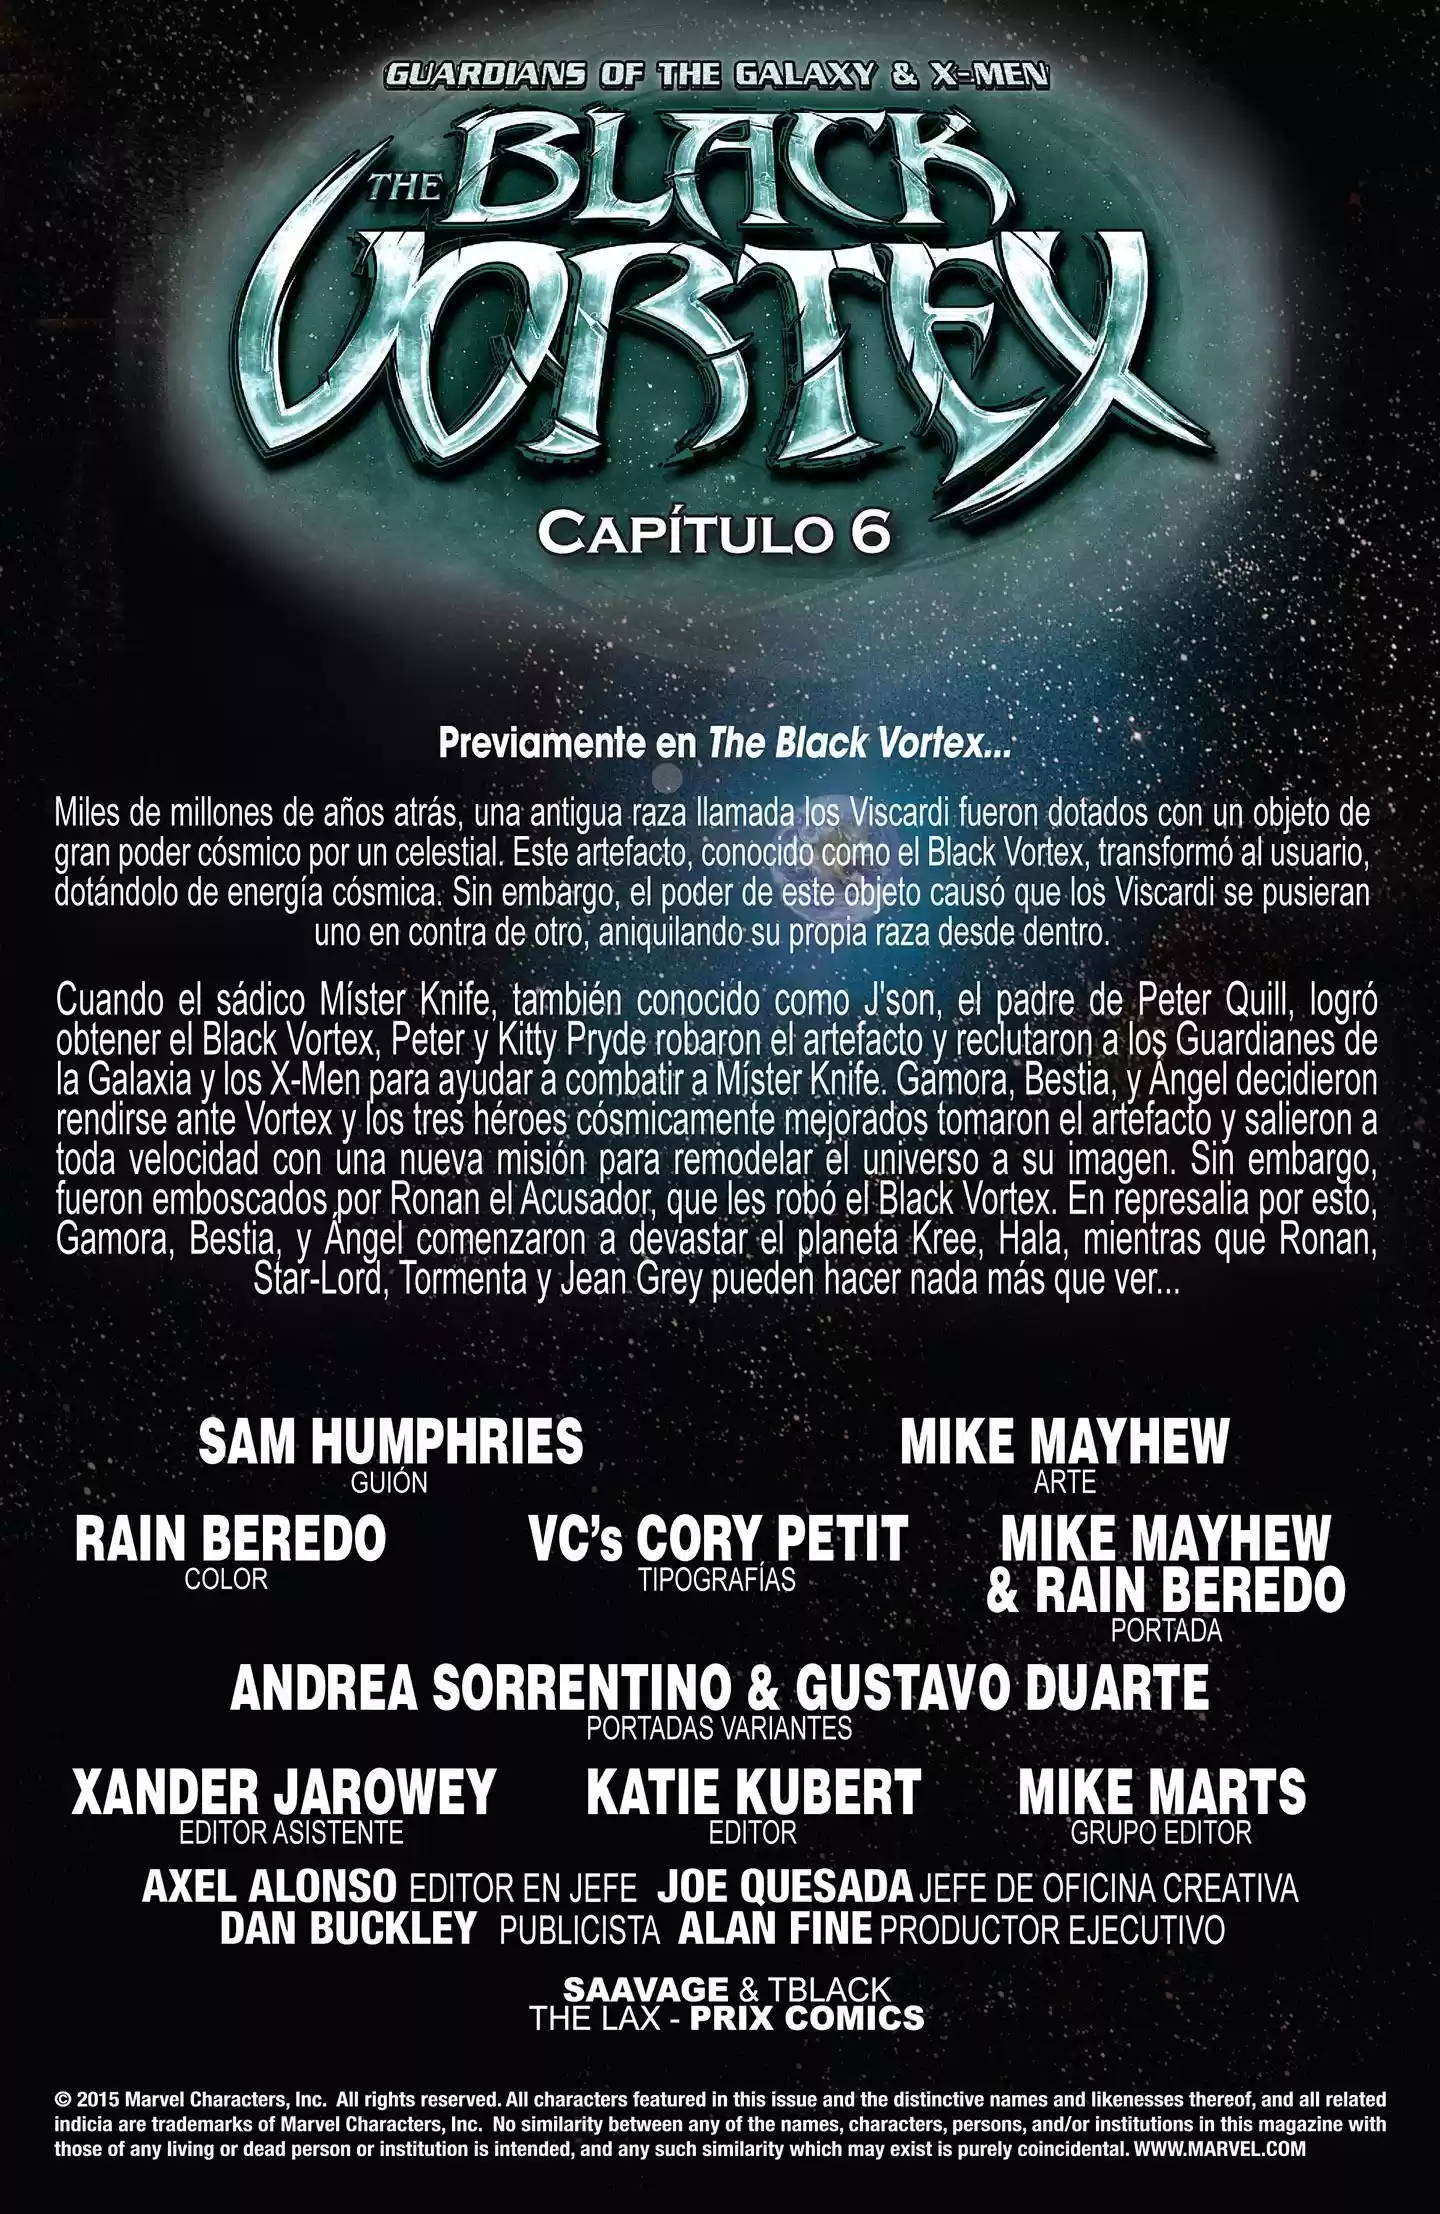 GUARDIANS OF THE GALAXY & X-MEN
THE BLACK
VORTEX
CAPÍTULO 6
Previamente en The Black Vortex...
Miles de millones de años atrás, una antigua raza llamada los Viscardi fueron dotados con un objeto de
gran poder cósmico por un celestial. Este artefacto, conocido como el Black Vortex, transformó al usuario,
dotándolo de energía cósmica. Sin embargo, el poder de este objeto causó que los Viscardi se pusieran
uno en contra de otro, aniquilando su propia raza desde dentro.
Cuando el sádico Míster Knife, también conocido como J'son, el padre de Peter Quill, logró
obtener el Black Vortex, Peter y Kitty Pryde robaron el artefacto y reclutaron a los Guardianes de
la Galaxia y los X-Men para ayudar a combatir a Míster Knife. Gamora, Bestia, y Ángel decidieron
rendirse ante Vortex y los tres héroes cósmicamente mejorados tomaron el artefacto y salieron a
toda velocidad con una nueva misión para remodelar el universo a su imagen. Sin embargo,
fueron emboscados por Ronan el Acusador, que les robó el Black Vortex. En represalia por esto,
Gamora, Bestia, y Ángel comenzaron a devastar el planeta Kree, Hala, mientras que Ronan,
Star-Lord, Tormenta y Jean Grey pueden hacer nada más que ver...
SAM HUMPHRIES MIKE MAYHEW
GUIÓN ARTE
RAIN BEREDO VC's CORY PETIT MIKE MAYHEW
& RAIN BEREDO
COLOR TIPOGRAFÍAS PORTADA
ANDREA SORRENTINO & GUSTAVO DUARTE
PORTADAS VARIANTES
XANDER JAROWEY KATIE KUBERT MIKE MARTS
EDITOR ASISTENTE EDITOR GRUPO EDITOR
AXEL ALONSO EDITOR EN JEFE JOE QUESADA JEFE DE OFICINA CREATIVA
DAN BUCKLEY PUBLICISTA ALAN FINE PRODUCTOR EJECUTIVO
SAAVAGE & TBLACK
THE LAX - PRIX COMICS
© 2015 Marvel Characters, Inc. All rights reserved. All characters featured in this issue and the distinctive names and likenesses thereof, and all related
indicia are trademarks of Marvel Characters, Inc. No similarity between any of the names, characters, persons, and/or institutions in this magazine with
those of any living or dead person or institution is intended, and any such similarity which may exist is purely coincidental. WWW.MARVEL.COM